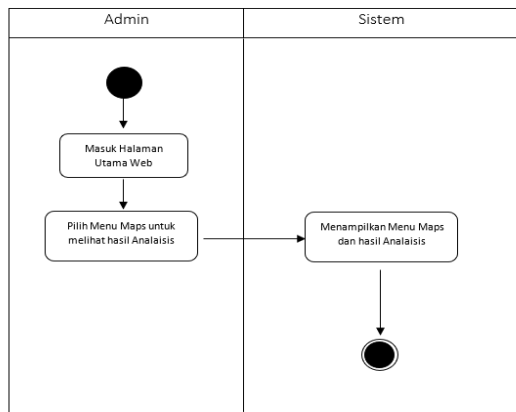 Admin
Sistem
Masuk Halaman
Utama Web
Pilih Menu Maps untuk
melihat hasil Analaisis
Menampilkan Menu Maps
dan hasil Analaisis